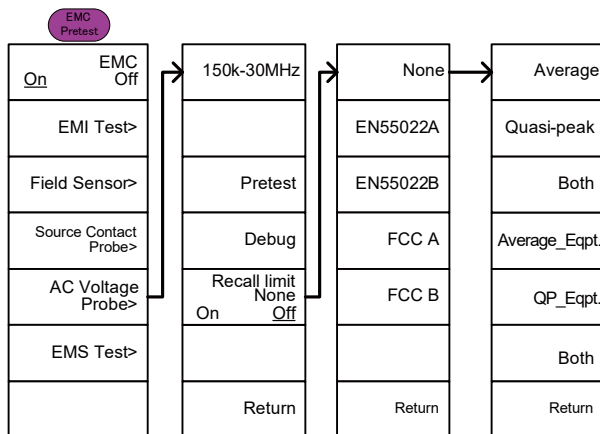 EMC
Pretest
EMC
On Off
EMI Test>
Field Sensor>
Source Contact
Probe>
AC Voltage
Probe>
EMS Test>
150k-30MHz
Pretest
Debug
Recall limit
None
On Off
Return
None
EN55022A
EN55022B
FCC A
FCC B
Return
Average
Quasi-peak
Both
Average_Eqpt.
QP_Eqpt.
Both
Return